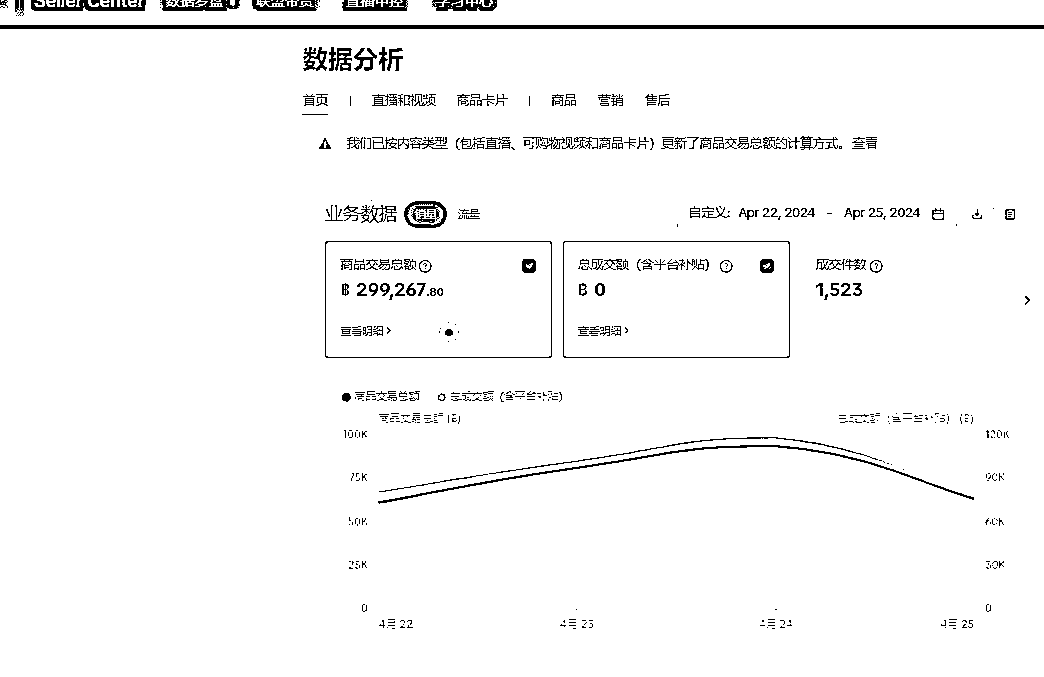 Seller Center 数据罗盘 联盟带货 直播中控 学习中心
数据分析
首页 | 直播和视频 商品卡片 | 商品 营销 售后
我们已按内容类型（包括直播、可购物视频和商品卡片）更新了商品交易总额的计算方式。查看
业务数据 销量 流量 自定义: Apr 22, 2024 - Apr 25, 2024
商品交易总额 ? 总成交额（含平台补贴） ? 成交件数 ?
฿ 299,267.80 ฿ 0 1,523
查看明细 > 查看明细 > >
商品交易总额 总成交额（含平台补贴）
商品交易总额 (฿) 总成交额（含平台补贴） (฿)
100K 120K
75K 90K
50K 60K
25K 30K
0 0
4月 22 4月 23 4月 24 4月 25